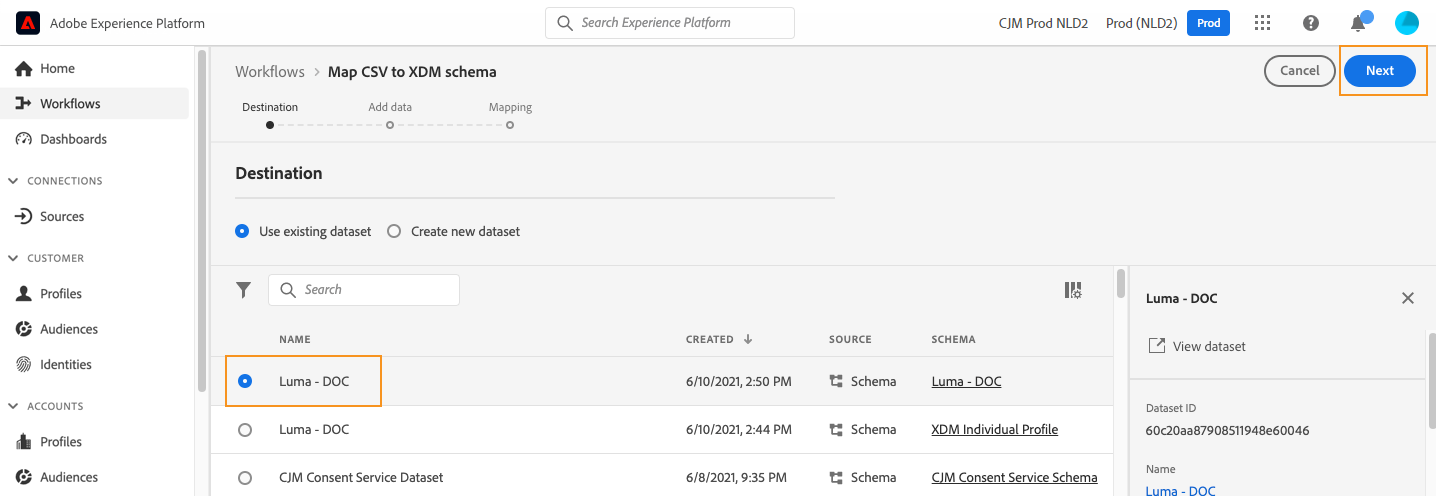 Adobe Experience Platform
Search Experience Platform
CJM Prod NLD2
Prod (NLD2)
Prod
Home
Workflows
Dashboards
CONNECTIONS
Sources
CUSTOMER
Profiles
Audiences
Identities
ACCOUNTS
Profiles
Audiences
Workflows > Map CSV to XDM schema
Cancel
Next
Destination Add data Mapping
Destination
Use existing dataset Create new dataset
Search
NAME CREATED SOURCE SCHEMA
Luma - DOC 6/10/2021, 2:50 PM Schema Luma - DOC
Luma - DOC 6/10/2021, 2:44 PM Schema XDM Individual Profile
CJM Consent Service Dataset 6/8/2021, 9:35 PM Schema CJM Consent Service Schema
Luma - DOC
View dataset
Dataset ID
60c20aa87908511948e60046
Name
Luma - DOC